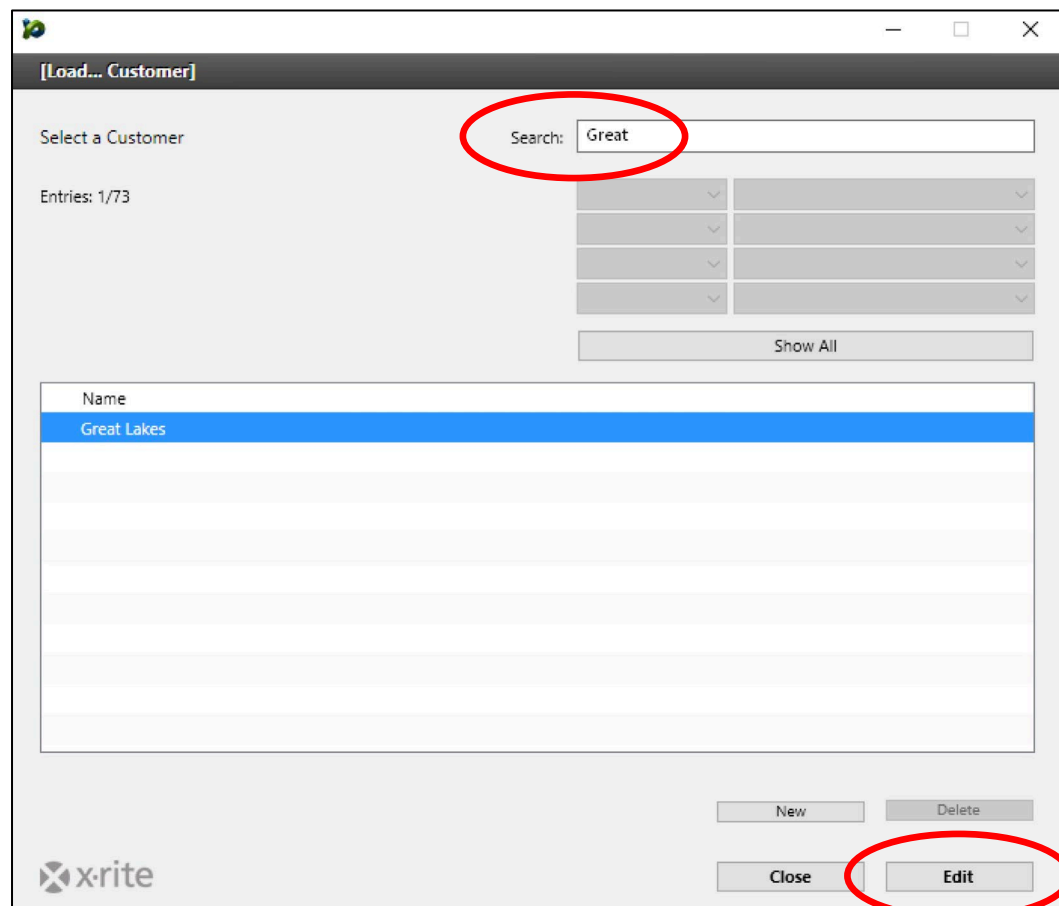 [Load... Customer]
Select a Customer
Search: Great
Entries: 1/73
Show All
Name
Great Lakes
New Delete
x·rite
Close Edit